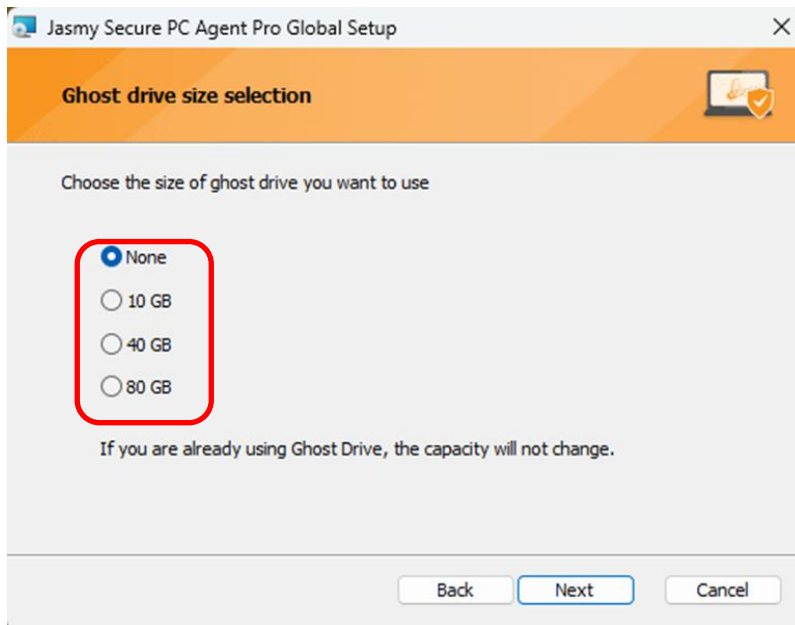 Jasmy Secure PC Agent Pro Global Setup
Ghost drive size selection
Choose the size of ghost drive you want to use
None
10 GB
40 GB
80 GB
If you are already using Ghost Drive, the capacity will not change.
Back Next Cancel